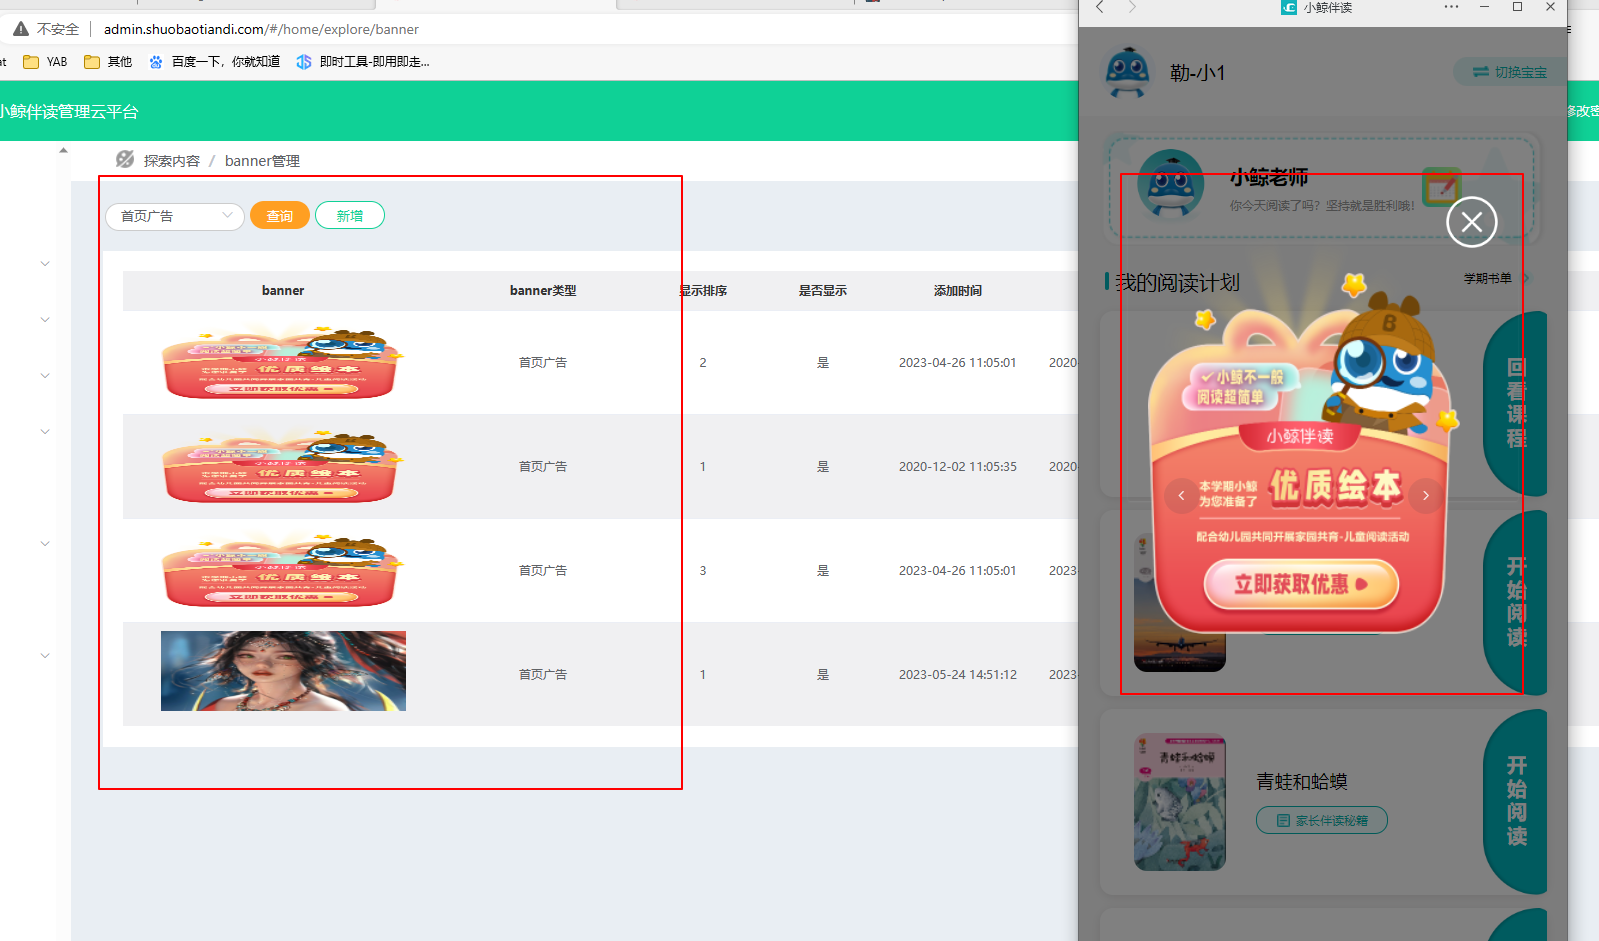 不安全 admin.shuobaotiandi.com/#/home/explore/banner
YAB 其他 百度一下，你就知道 即时工具-即用即走...
小鲸伴读管理云平台
探索内容 / banner管理
首页广告 查询 新增
banner banner类型 显示排序 是否显示 添加时间
首页广告 2 是 2023-04-26 11:05:01 2020-
首页广告 1 是 2020-12-02 11:05:35 2020-
首页广告 3 是 2023-04-26 11:05:01 2023-
首页广告 1 是 2023-05-24 14:51:12 2023-
小鲸伴读
勒-小1
切换宝宝
修改密
小鲸老师
你今天阅读了吗？坚持就是胜利哦！
我的阅读计划
学期书单
回看课程
小鲸不一般
阅读超简单
小鲸伴读
本学期小鲸
为您准备了
优质绘本
配合幼儿园共同开展家园共育-儿童阅读活动
立即获取优惠
开始阅读
青蛙和蛤蟆
青蛙和蛤蟆
家长伴读秘籍
开始阅读